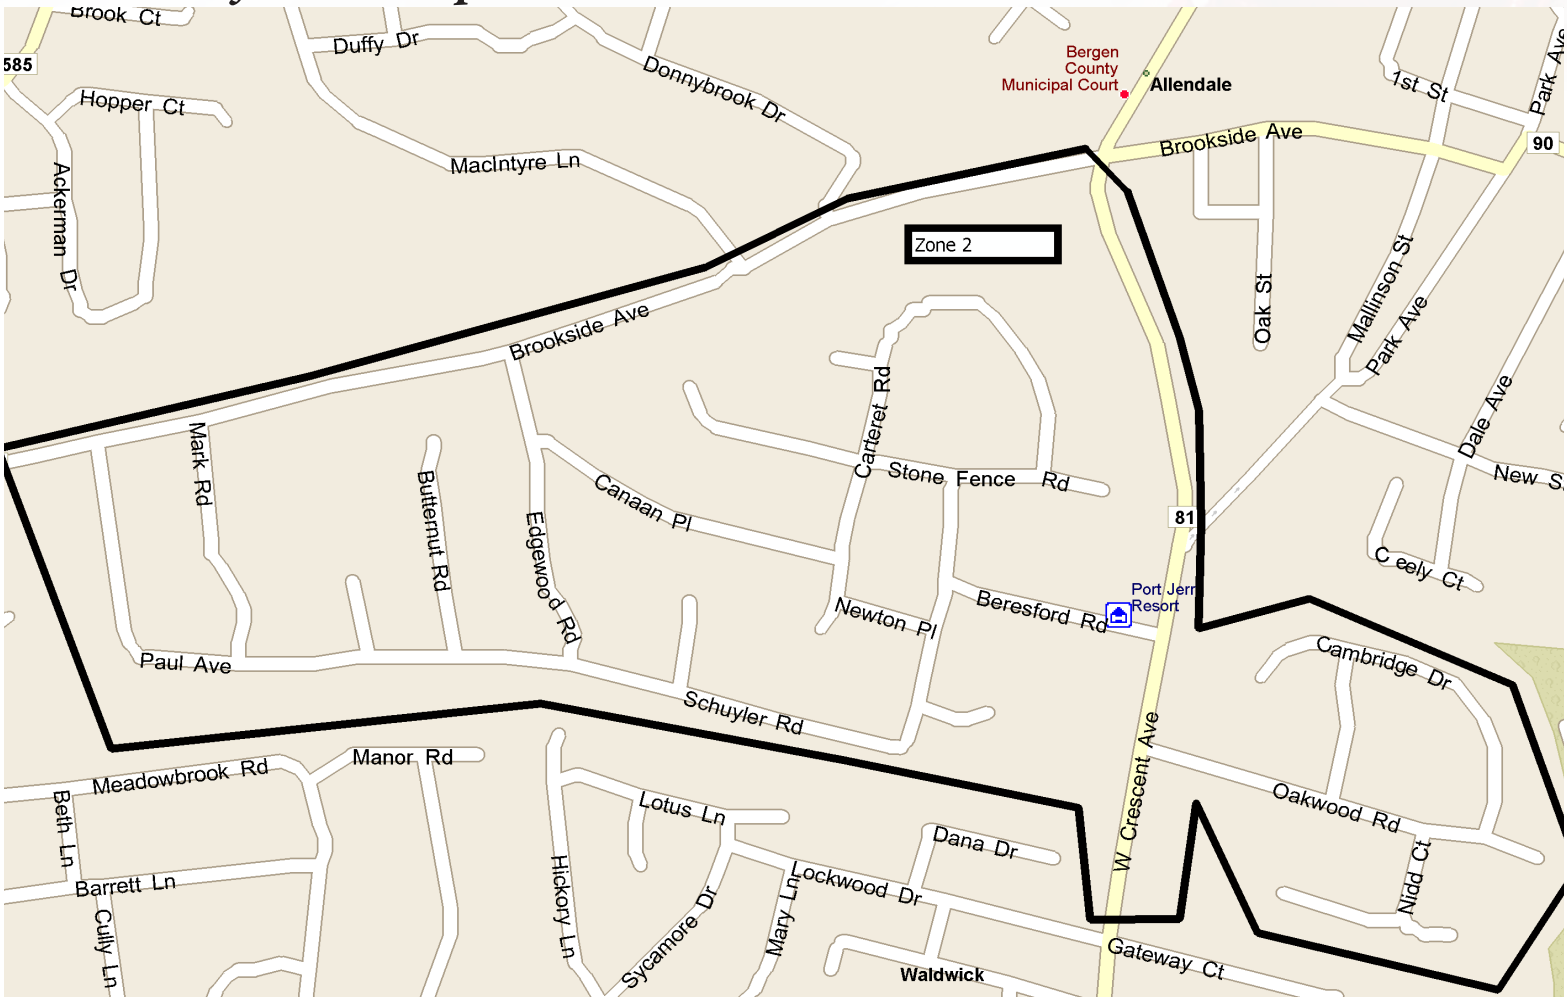 Brook Ct
585
Duffy Dr
Hopper Ct
Donnybrook Dr
Bergen
County
Municipal Court
Allendale
1st St
Park Ave
Brookside Ave
90
MacIntyre Ln
Ackerman Dr
Zone 2
Oak St
Mallinson St
Park Ave
Brookside Ave
Dale Ave
Carteret Rd
Mark Rd
Butternut Rd
Canaan Pl
Stone Fence Rd
New S
81
Edgewood Rd
C eely Ct
Port Jerr
Resort
Beresford Rd
Newton Pl
Paul Ave
Cambridge Dr
Schuyler Rd
Manor Rd
Meadowbrook Rd
W Crescent Ave
Oakwood Rd
Beth Ln
Lotus Ln
Dana Dr
Nidd Ct
Barrett Ln
Hickory Ln
Lockwood Dr
Cully Ln
Sycamore Dr
Mary Ln
Gateway Ct
Waldwick